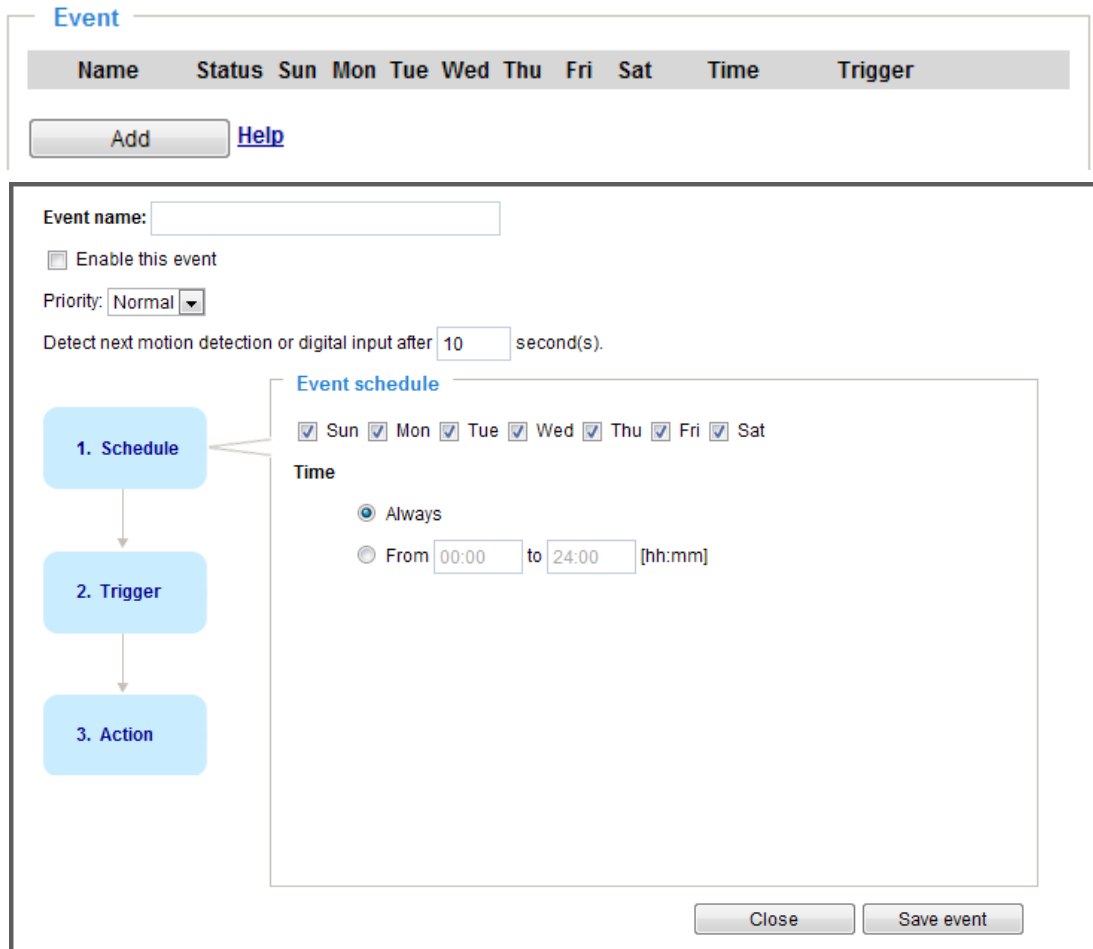 Event
Name Status Sun Mon Tue Wed Thu Fri Sat Time Trigger
Add Help
Event name:
Enable this event
Priority: Normal
Detect next motion detection or digital input after 10 second(s).
Event schedule
1. Schedule
Sun Mon Tue Wed Thu Fri Sat
Time
Always
From 00:00 to 24:00 [hh:mm]
2. Trigger
3. Action
Close Save event